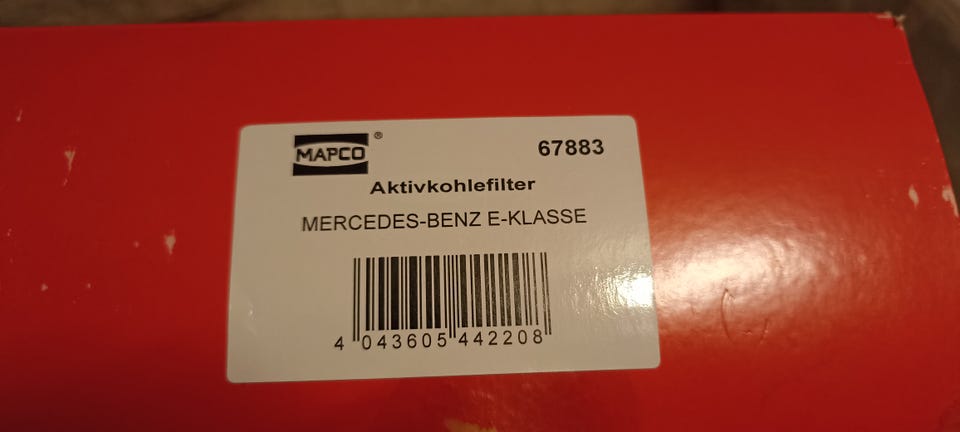 MAPCO®
67883
Aktivkohlefilter
MERCEDES-BENZ E-KLASSE
4 043605 442208